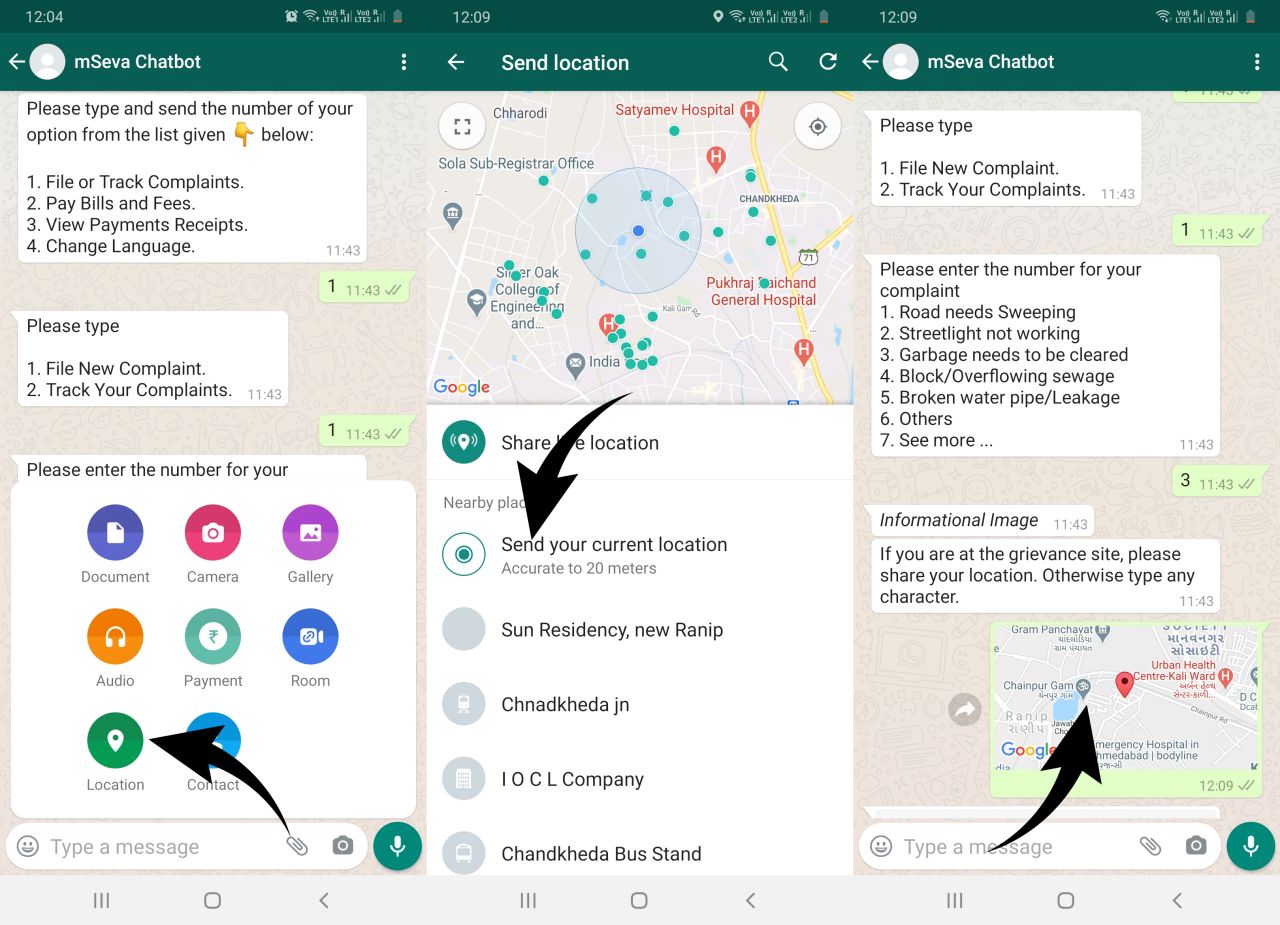 12:04
mSeva Chatbot
Please type and send the number of your
option from the list given 👇 below:
1. File or Track Complaints.
2. Pay Bills and Fees.
3. View Payments Receipts.
4. Change Language.
11:43
1 11:43
Please type
1. File New Complaint.
2. Track Your Complaints.
11:43
1 11:43
Please enter the number for your
Document
Camera
Gallery
Audio
Payment
Room
Location
Contact
Type a message
12:09
Send location
Chharodi
Satyamev Hospital
Sola Sub-Registrar Office
CHANDKHEDA
71
Oak
College of
Engineering
and...
Pukhraj Raichand
General Hospital
Kali Gam Rd
India
Google
Share live location
Nearby
Send your current location
Accurate to 20 meters
Sun Residency, new Ranip
Chnadkheda jn
I O C L Company
Chandkheda Bus Stand
12:09
mSeva Chatbot
Please type
1. File New Complaint.
2. Track Your Complaints.
11:43
1 11:43
Please enter the number for your
complaint
1. Road needs Sweeping
2. Streetlight not working
3. Garbage needs to be cleared
4. Block/Overflowing sewage
5. Broken water pipe/Leakage
6. Others
7. See more ...
11:43
3 11:43
Informational Image 11:43
If you are at the grievance site, please
share your location. Otherwise type any
character.
11:43
Gram Panchayat
ચાંદલોડિયા
ગ્રામ પંચાયત
માનવનગર
સોસાઈટી
Urban Health
Centre-Kali Ward
Chainpur Gam
ચેનપુર ગામ
Chainpur Rd
Ranip
રાણીપ
Google
Emergency Hospital in
Ahmedabad | bodyline
12:09
Type a message